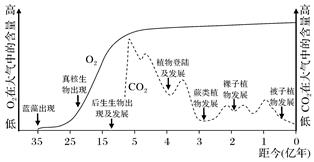 高
O₂在大气中的含量
低
高
CO₂在大气中的含量
低
O₂
CO₂
蓝藻出现
真核生
物出现
后生生物出
现及发展
植物登陆
及发展
蕨类植
物发展
裸子植
物发展
被子植
物发展
35 25 15 5 4 3 2 1 0
距今(亿年)